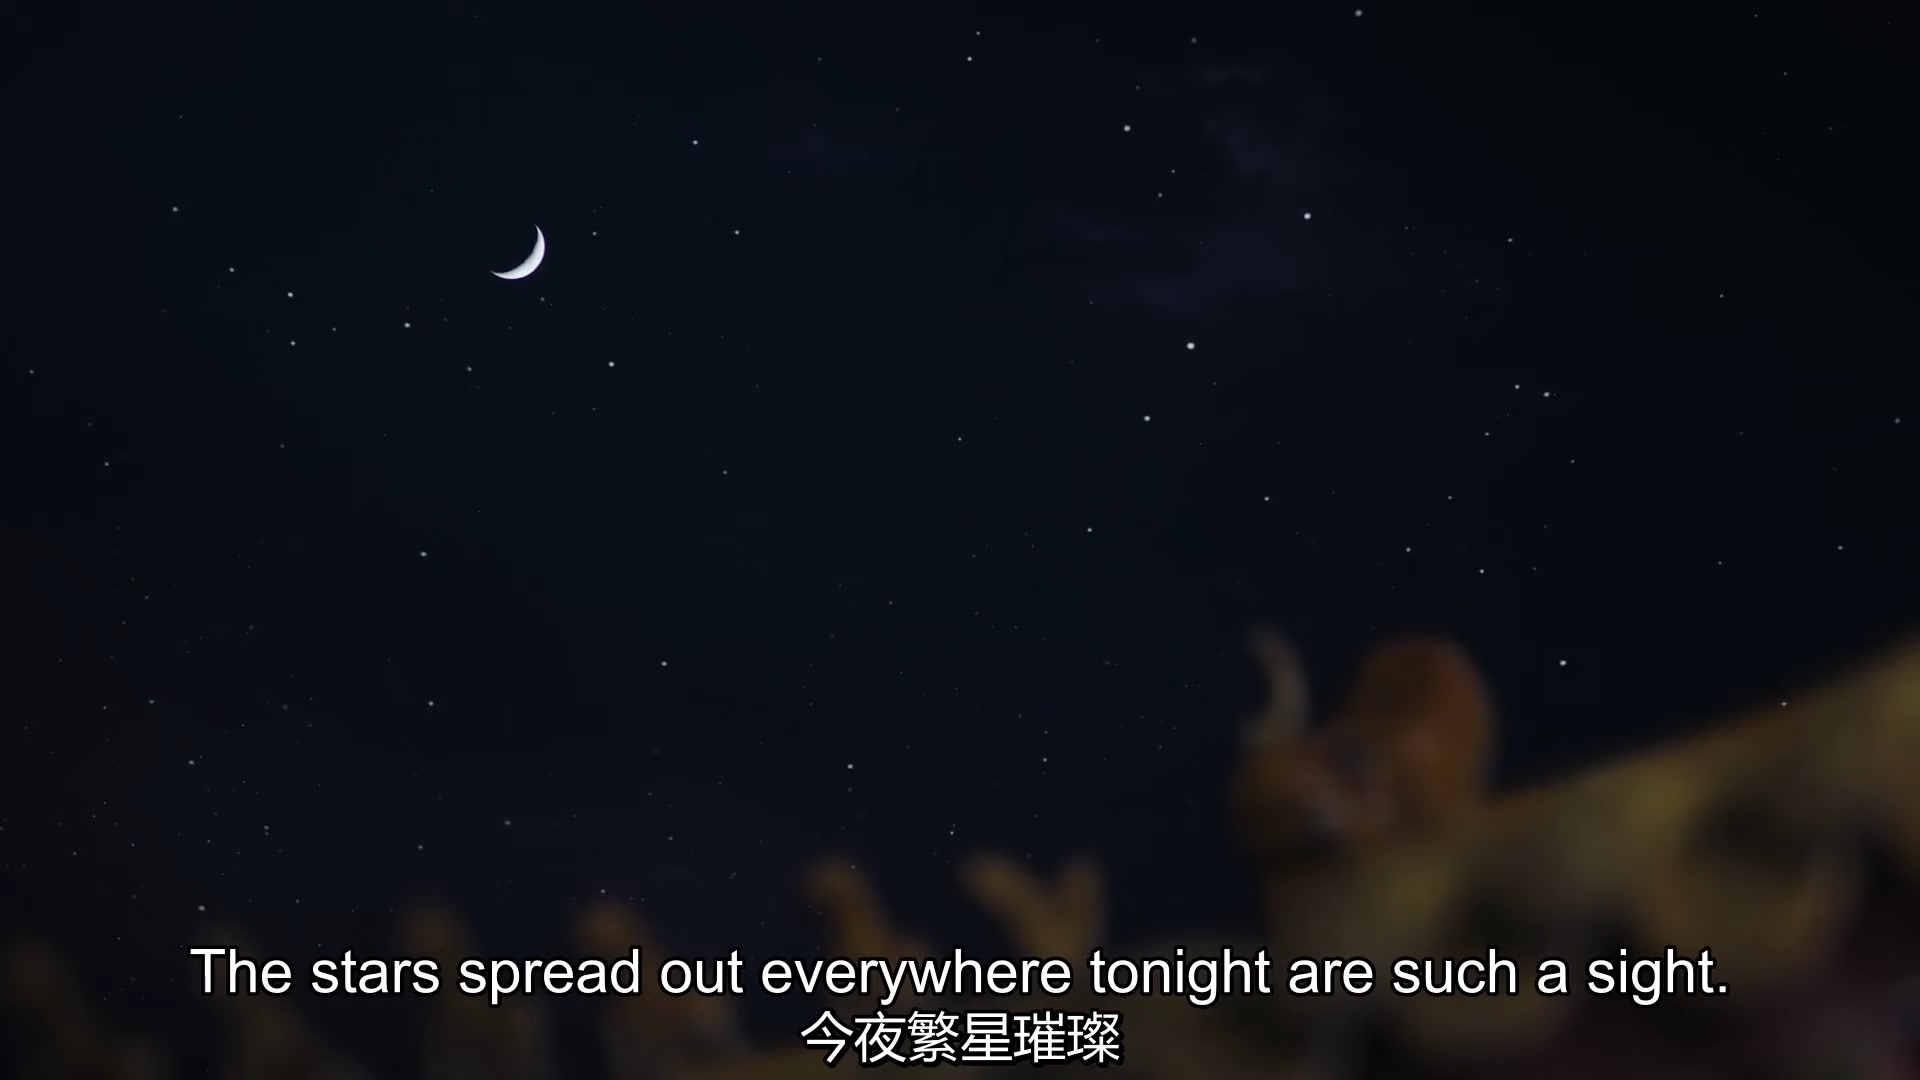 The stars spread out everywhere tonight are such a sight.
今夜繁星璀璨